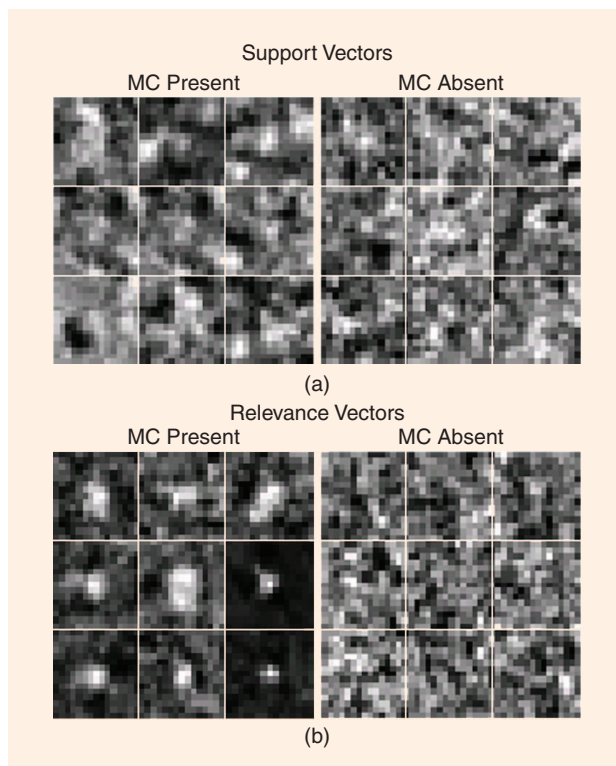 Support Vectors
MC Present MC Absent
(a)
Relevance Vectors
MC Present MC Absent
(b)